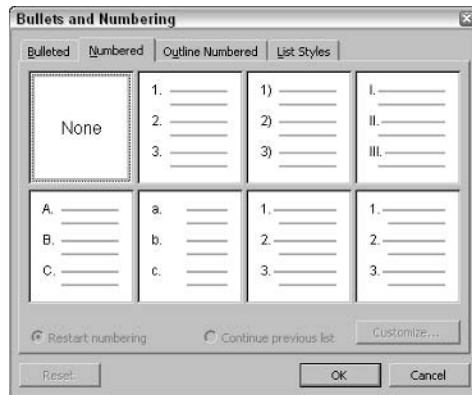 Bullets and Numbering
Bulleted Numbered Outline Numbered List Styles
None
1.
2.
3.
1)
2)
3)
I.
II.
III.
A.
B.
C.
a.
b.
c.
1.
2.
3.
1.
2.
3.
Restart numbering Continue previous list Customize...
Reset OK Cancel